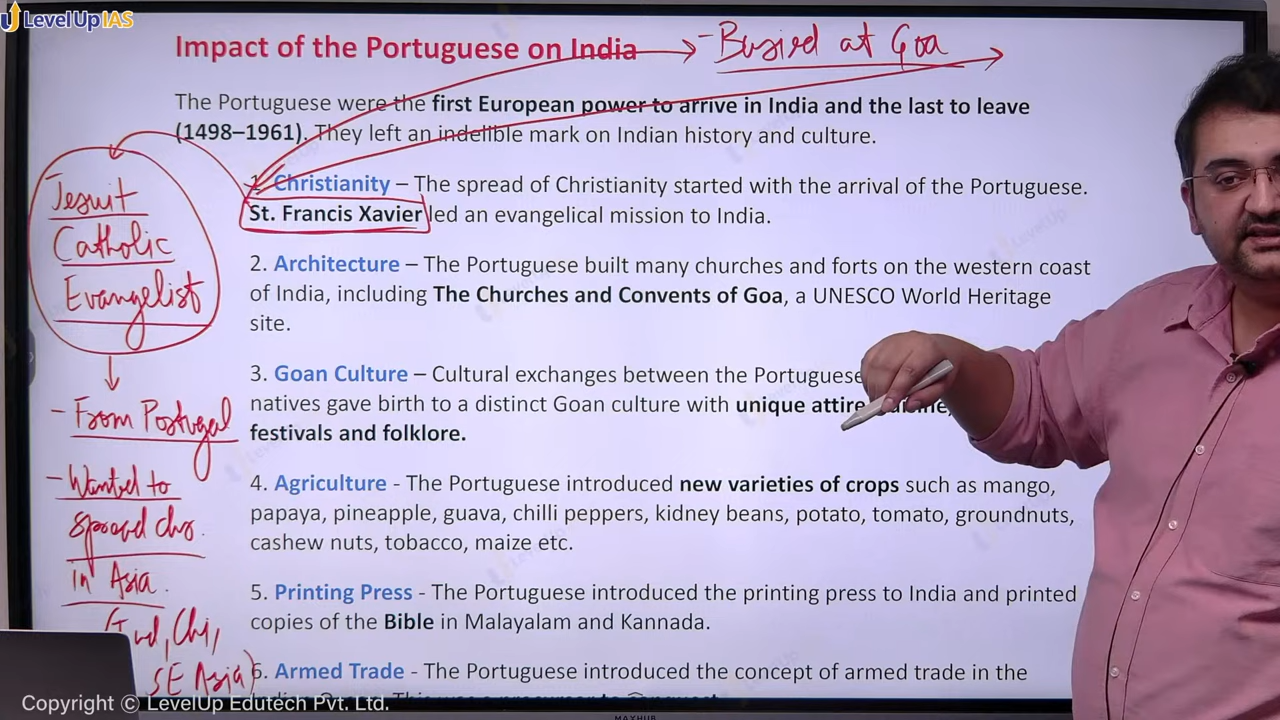 LevelUp IAS
Impact of the Portuguese on India
- Buried at Goa
The Portuguese were the first European power to arrive in India and the last to leave
(1498–1961). They left an indelible mark on Indian history and culture.
1. Christianity – The spread of Christianity started with the arrival of the Portuguese.
St. Francis Xavier led an evangelical mission to India.
2. Architecture – The Portuguese built many churches and forts on the western coast
of India, including The Churches and Convents of Goa, a UNESCO World Heritage
site.
3. Goan Culture – Cultural exchanges between the Portuguese
natives gave birth to a distinct Goan culture with unique attire
festivals and folklore.
4. Agriculture - The Portuguese introduced new varieties of crops such as mango,
papaya, pineapple, guava, chilli peppers, kidney beans, potato, tomato, groundnuts,
cashew nuts, tobacco, maize etc.
5. Printing Press - The Portuguese introduced the printing press to India and printed
copies of the Bible in Malayalam and Kannada.
6. Armed Trade - The Portuguese introduced the concept of armed trade in the
Jesuit
Catholic
Evangelist
- From Portugal
- Wanted to
spread chr.
in Asia.
Ind, Chi,
SE Asia)
Copyright © LevelUp Edutech Pvt. Ltd.
MAXHUB